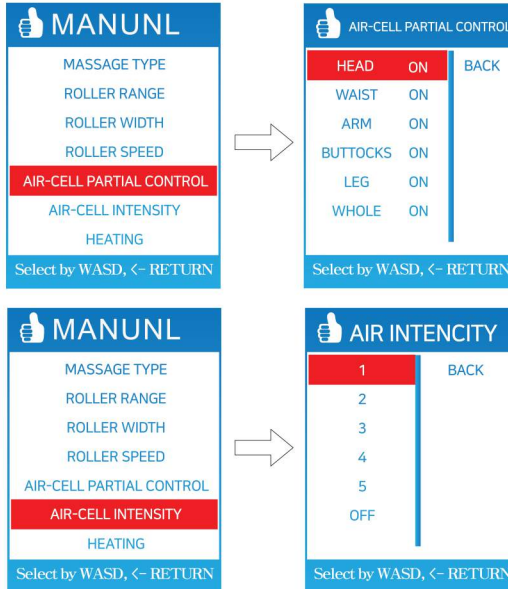 MANUNL
MASSAGE TYPE
ROLLER RANGE
ROLLER WIDTH
ROLLER SPEED
AIR-CELL PARTIAL CONTROL
AIR-CELL INTENSITY
HEATING
Select by WASD, <- RETURN
AIR-CELL PARTIAL CONTROL
HEAD ON BACK
WAIST ON
ARM ON
BUTTOCKS ON
LEG ON
WHOLE ON
Select by WASD, <- RETURN
MANUNL
MASSAGE TYPE
ROLLER RANGE
ROLLER WIDTH
ROLLER SPEED
AIR-CELL PARTIAL CONTROL
AIR-CELL INTENSITY
HEATING
Select by WASD, <- RETURN
AIR INTENCITY
1 BACK
2
3
4
5
OFF
Select by WASD, <- RETURN